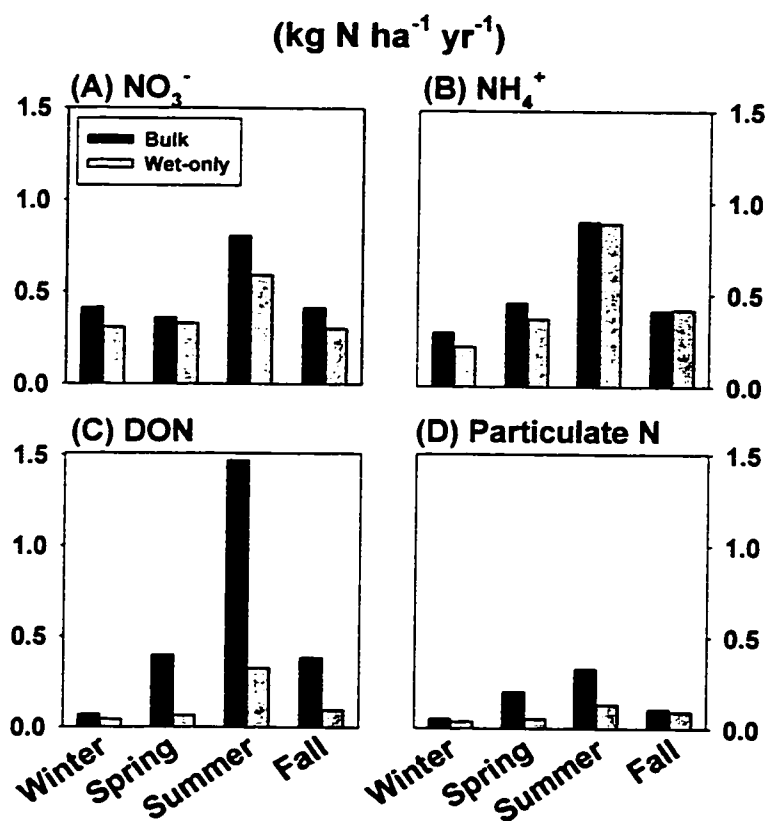 (kg N ha⁻¹ yr⁻¹)
(A) NO₃⁻
(B) NH₄⁺
1.5
1.0
0.5
0.0
Bulk
Wet-only
1.5
1.0
0.5
0.0
(C) DON
(D) Particulate N
1.5
1.0
0.5
0.0
1.5
1.0
0.5
0.0
Winter
Spring
Summer
Fall
Winter
Spring
Summer
Fall